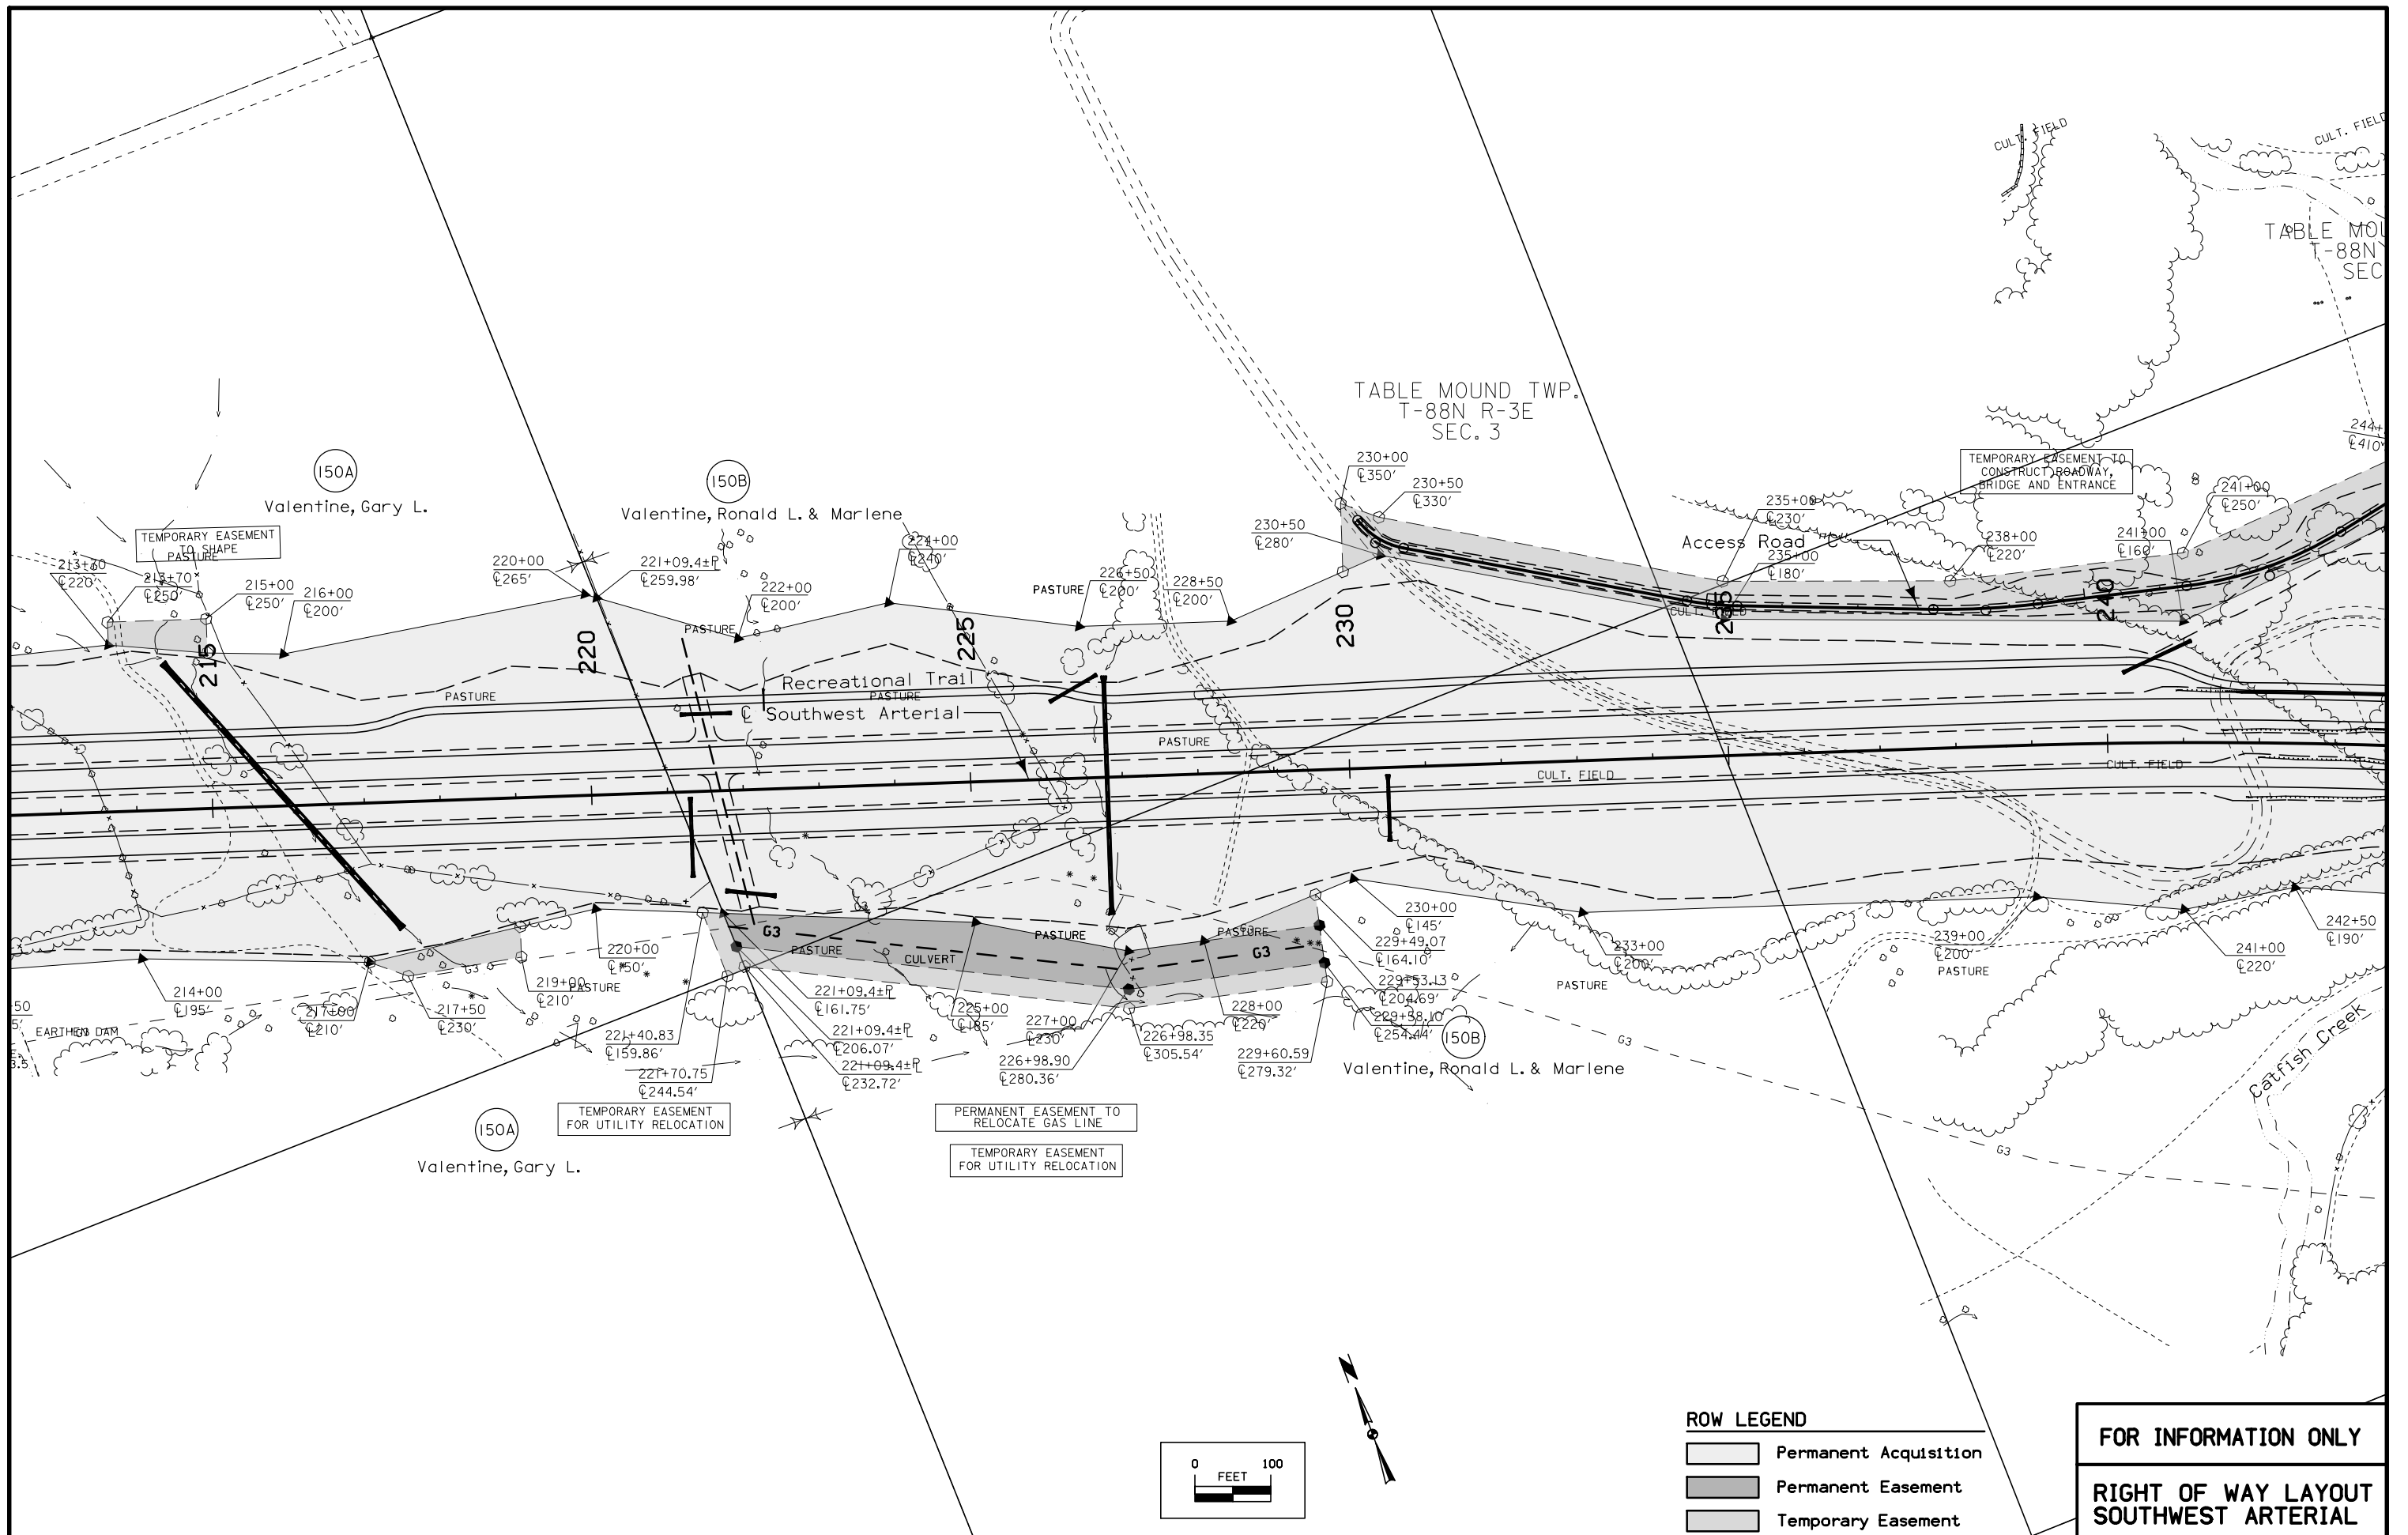 CULT. FIELD
CULT. FIELD
TABLE MOU
T-88N
SEC
TABLE MOUND TWP.
T-88N R-3E
SEC. 3
244+
℄410'
150A
Valentine, Gary L.
150B
Valentine, Ronald L. & Marlene
230+00
℄350'
230+50
℄330'
230+50
℄280'
TEMPORARY EASEMENT TO
CONSTRUCT ROADWAY,
BRIDGE AND ENTRANCE
235+00
℄230'
241+00
℄250'
Access Road "C"
235+00
℄180'
238+00
℄220'
241+00
℄160'
TEMPORARY EASEMENT
TO SHAPE
PASTURE
213+70
℄250'
215+00
℄250'
216+00
℄200'
220+00
℄265'
221+09.4±℄
℄259.98'
222+00
℄200'
224+00
℄240'
PASTURE
226+50
℄200'
228+50
℄200'
PASTURE
215
220
225
230
235
240
CULT. FIELD
PASTURE
Recreational Trail
PASTURE
℄ Southwest Arterial
PASTURE
CULT. FIELD
CULT. FIELD
G3
PASTURE
CULVERT
PASTURE
G3
PASTURE
G3
G3
214+00
℄195'
217+00
℄210'
217+50
℄230'
219+00
℄210'
220+00
℄150'
PASTURE
EARTHEN DAM
221+40.83
℄159.86'
221+70.75
℄244.54'
221+09.4±℄
℄161.75'
221+09.4±℄
℄206.07'
221+09.4±℄
℄232.72'
225+00
℄185'
227+00
℄230'
226+98.90
℄280.36'
226+98.35
℄305.54'
228+00
℄220'
229+60.59
℄279.32'
230+00
℄145'
229+49.07
℄164.10'
229+53.13
℄204.69'
229+58.10
℄254.44'
233+00
℄200'
PASTURE
239+00
℄200'
PASTURE
241+00
℄220'
242+50
℄190'
150B
Valentine, Ronald L. & Marlene
G3
G3
Catfish Creek
TEMPORARY EASEMENT
FOR UTILITY RELOCATION
PERMANENT EASEMENT TO
RELOCATE GAS LINE
TEMPORARY EASEMENT
FOR UTILITY RELOCATION
150A
Valentine, Gary L.
0 100
FEET
ROW LEGEND
Permanent Acquisition
Permanent Easement
Temporary Easement
FOR INFORMATION ONLY
RIGHT OF WAY LAYOUT
SOUTHWEST ARTERIAL